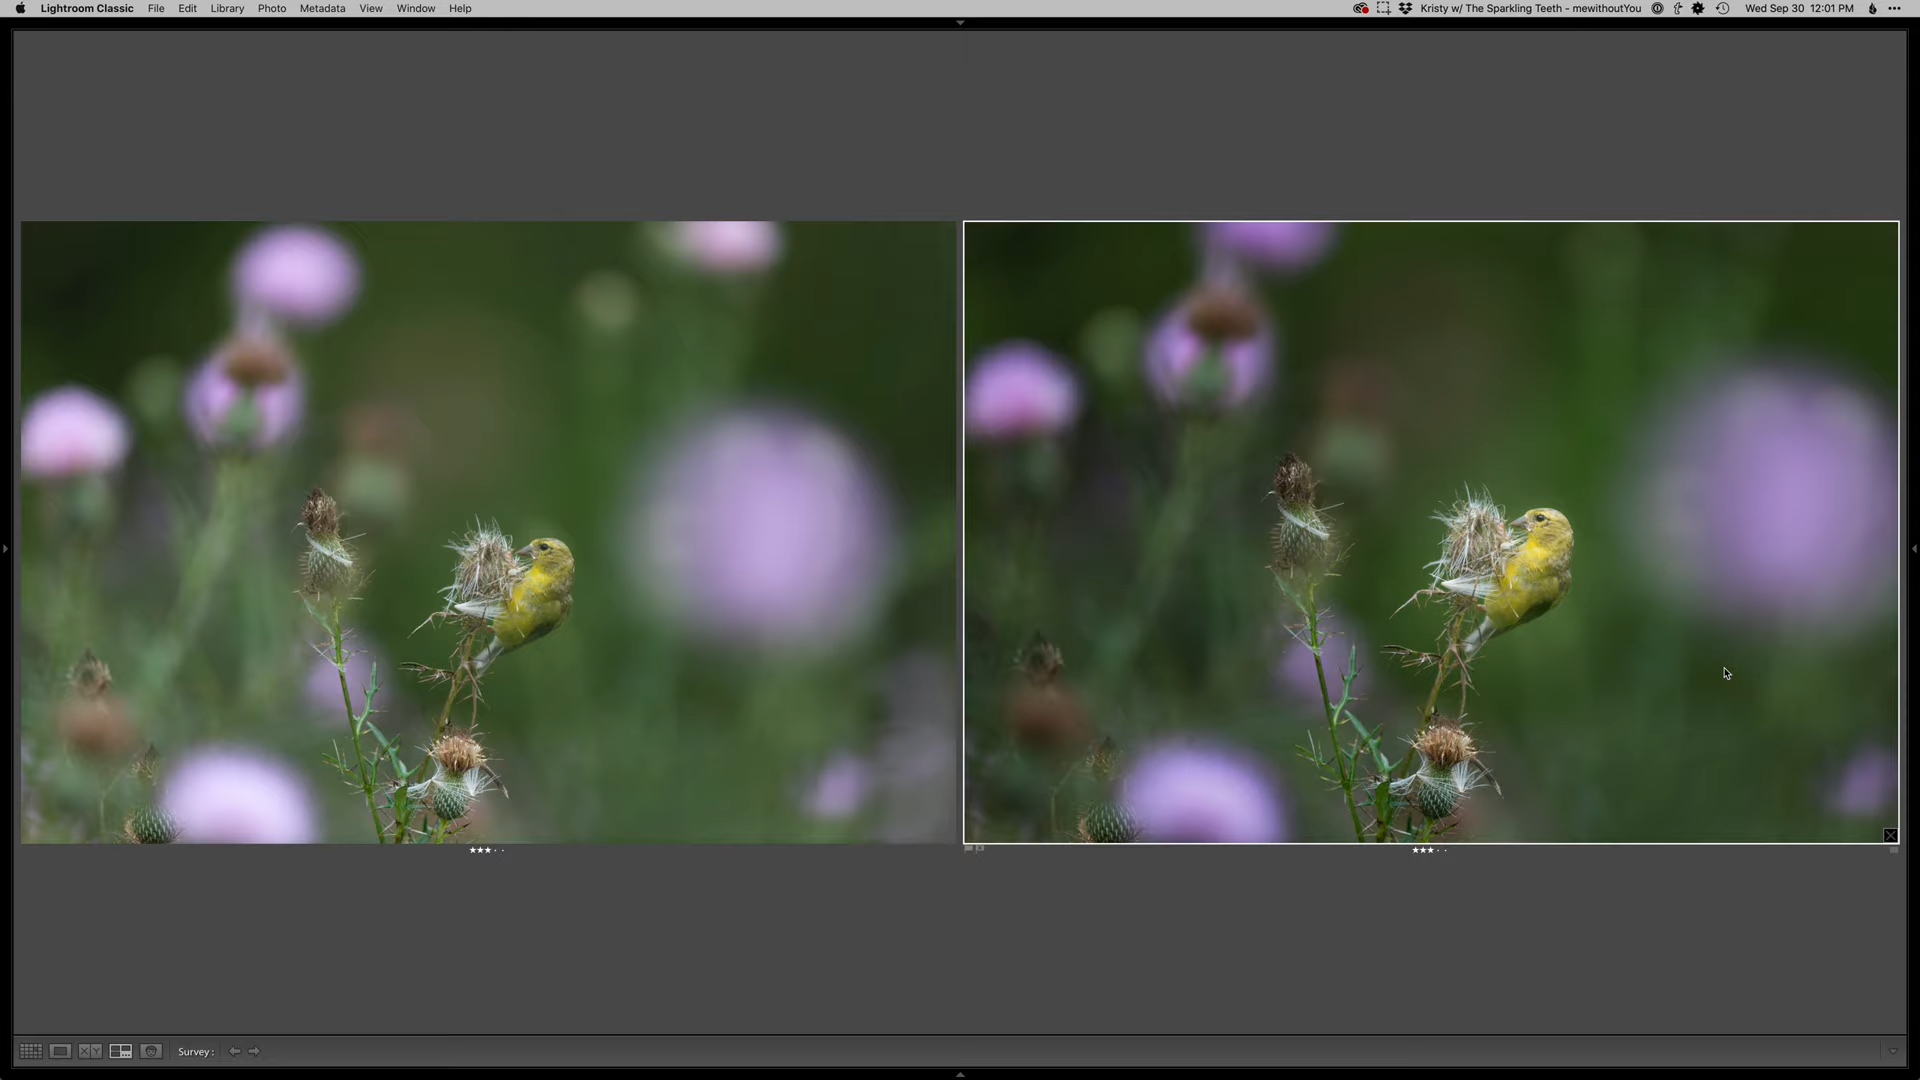 Lightroom Classic File Edit Library Photo Metadata View Window Help Kristy w/ The Sparkling Teeth - mewithoutYou Wed Sep 30 12:01 PM
XY Survey :